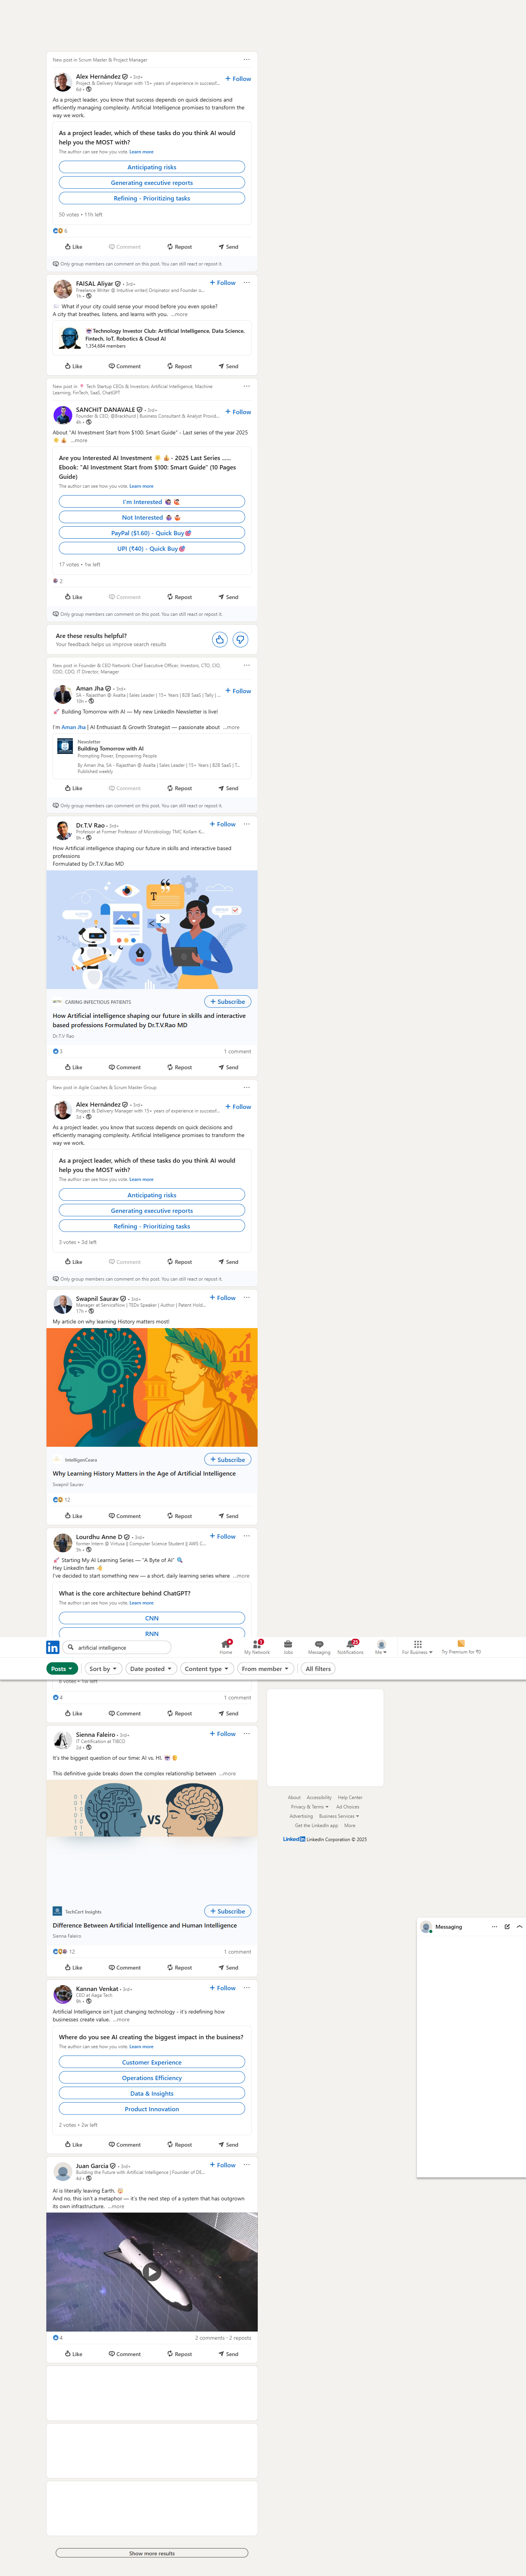 New post in Scrum Master & Project Manager
Alex Hernández • 3rd+
Project & Delivery Manager with 15+ years of experience in successf...
6d •
+ Follow
As a project leader, you know that success depends on quick decisions and
efficiently managing complexity. Artificial Intelligence promises to transform the
way we work.
As a project leader, which of these tasks do you think AI would
help you the MOST with?
The author can see how you vote. Learn more
Anticipating risks
Generating executive reports
Refining - Prioritizing tasks
50 votes • 11h left
6
Like Comment Repost Send
Only group members can comment on this post. You can still react or repost it.
FAISAL Aliyar • 3rd+
Freelance Writer @ Intuitive writer| Originator and Founder o...
1h •
+ Follow
What if your city could sense your mood before you even spoke?
A city that breathes, listens, and learns with you. ...more
Technology Investor Club: Artificial Intelligence, Data Science,
Fintech, IoT, Robotics & Cloud AI
1,354,684 members
Like Comment Repost Send
New post in Tech Startup CEOs & Investors: Artificial Intelligence, Machine
Learning, FinTech, SaaS, ChatGPT
SANCHIT DANAVALE • 3rd+
Founder & CEO, @Brackhurd | Business Consultant & Analyst Provid...
4h •
+ Follow
About "AI Investment Start from $100: Smart Guide" - Last series of the year 2025
...more
Are you Interested AI Investment - 2025 Last Series ......
Ebook: "AI Investment Start from $100: Smart Guide" (10 Pages
Guide)
The author can see how you vote. Learn more
I'm Interested
Not Interested
PayPal ($1.60) - Quick Buy
UPI (₹40) - Quick Buy
17 votes • 1w left
2
Like Comment Repost Send
Only group members can comment on this post. You can still react or repost it.
Are these results helpful?
Your feedback helps us improve search results
New post in Founder & CEO Network: Chief Executive Officer, Investors, CTO, CIO,
COO, CDO, IT Director, Manager
Aman Jha • 3rd+
SA - Rajasthan @ Avalta | Sales Leader | 15+ Years | B2B SaaS | Tally | ...
10h •
+ Follow
Building Tomorrow with AI — My new LinkedIn Newsletter is live!
I'm Aman Jha | AI Enthusiast & Growth Strategist — passionate about ...more
Newsletter
Building Tomorrow with AI
Prompting Power, Empowering People
By Aman Jha, SA - Rajasthan @ Avalta | Sales Leader | 15+ Years | B2B SaaS | T...
Published weekly
Like Comment Repost Send
Only group members can comment on this post. You can still react or repost it.
Dr.T.V Rao • 3rd+
Professor at Former Professor of Microbiology TMC Kollam K...
9h •
+ Follow
How Artificial intelligence shaping our future in skills and interactive based
professions
Formulated by Dr.T.V.Rao MD
T
CARING INFECTIOUS PATIENTS
+ Subscribe
How Artificial intelligence shaping our future in skills and interactive
based professions Formulated by Dr.T.V.Rao MD
Dr.T.V Rao
3
1 comment
Like Comment Repost Send
New post in Agile Coaches & Scrum Master Group
Alex Hernández • 3rd+
Project & Delivery Manager with 15+ years of experience in successf...
2d •
+ Follow
As a project leader, you know that success depends on quick decisions and
efficiently managing complexity. Artificial Intelligence promises to transform the
way we work.
As a project leader, which of these tasks do you think AI would
help you the MOST with?
The author can see how you vote. Learn more
Anticipating risks
Generating executive reports
Refining - Prioritizing tasks
3 votes • 5d left
Like Comment Repost Send
Only group members can comment on this post. You can still react or repost it.
Swapnil Saurav • 3rd+
Manager at ServiceNow | TEDx Speaker | Author | Patent Hold...
17h •
+ Follow
My article on why learning History matters most!
IntelligenCeara
+ Subscribe
Why Learning History Matters in the Age of Artificial Intelligence
Swapnil Saurav
12
Like Comment Repost Send
Lourdhu Anne D • 3rd+
former Intern @ Virtusa || Computer Science Student || AWS C...
1h •
+ Follow
Starting My AI Learning Series — "A Byte of AI"
Hey LinkedIn fam
I've decided to start something new — a short, daily learning series where ...more
What is the core architecture behind ChatGPT?
The author can see how you vote. Learn more
CNN
RNN
in artificial intelligence
Home My Network Jobs Messaging Notifications Me For Business Try Premium for ₹0
Posts Sort by Date posted Content type From member All filters
8 votes • 1w left
4
1 comment
Like Comment Repost Send
Sienna Faleiro • 3rd+
IT Certification at TIBCO
2d •
+ Follow
It's the biggest question of our time: AI vs. HI.
This definitive guide breaks down the complex relationship between ...more
VS
TechCert Insights
+ Subscribe
Difference Between Artificial Intelligence and Human Intelligence
Sienna Faleiro
12
1 comment
Like Comment Repost Send
About Accessibility Help Center
Privacy & Terms Ad Choices
Advertising Business Services
Get the LinkedIn app More
LinkedIn LinkedIn Corporation © 2025
Messaging
Kannan Venkat • 3rd+
CEO at Aaga Tech
8h •
+ Follow
Artificial Intelligence isn't just changing technology - it's redefining how
businesses create value. ...more
Where do you see AI creating the biggest impact in the business?
The author can see how you vote. Learn more
Customer Experience
Operations Efficiency
Data & Insights
Product Innovation
2 votes • 2w left
Like Comment Repost Send
Juan Garcia • 3rd+
Building the Future with Artificial Intelligence | Founder of DE...
4d •
+ Follow
AI is literally leaving Earth.
And no, this isn't a metaphor — it's the next step of a system that has outgrown
its own infrastructure. ...more
4
2 comments • 2 reposts
Like Comment Repost Send
Show more results